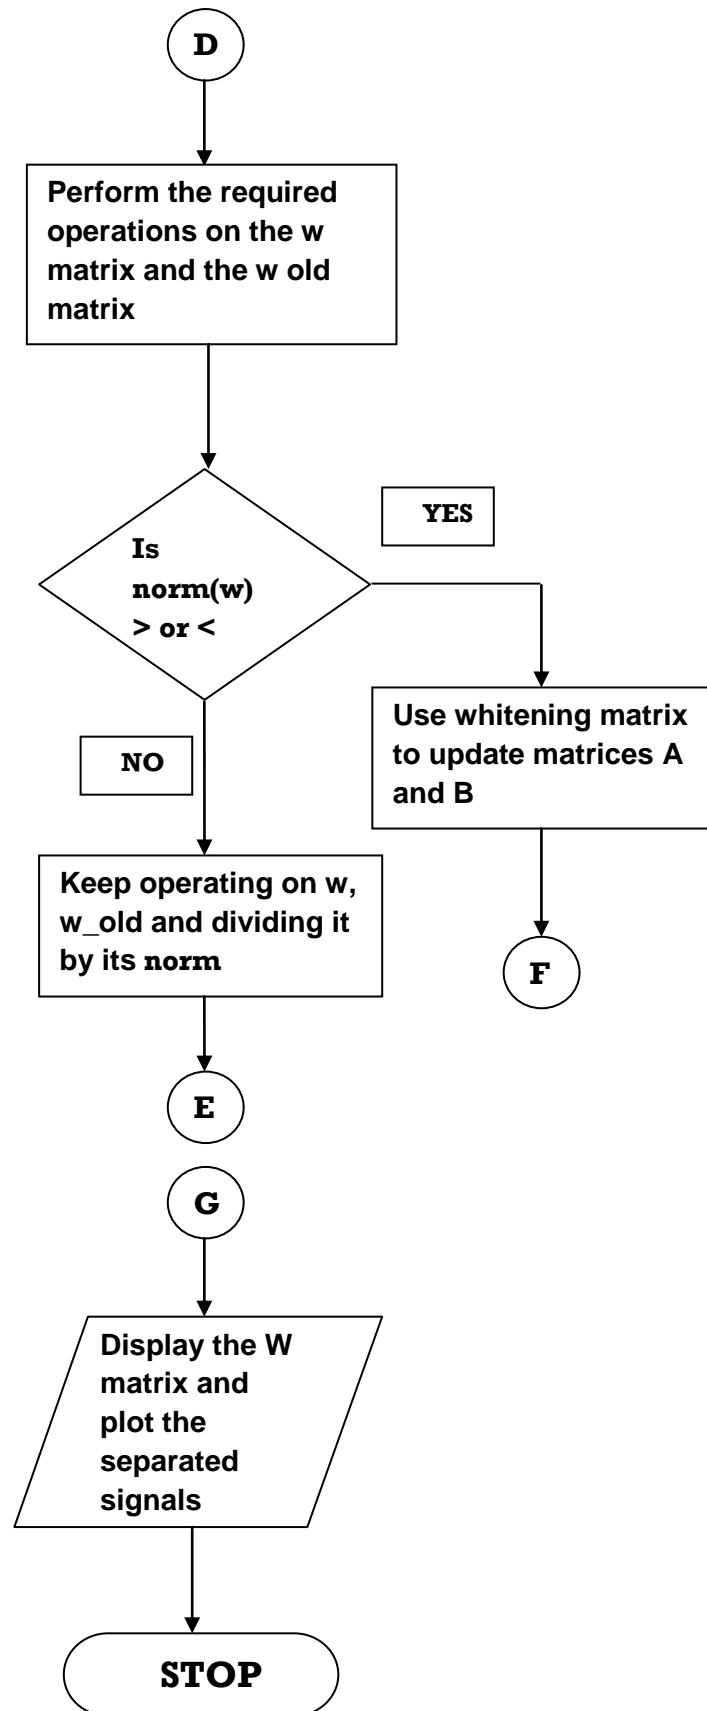 D
Perform the required
operations on the w
matrix and the w old
matrix
YES
Is
norm(w)
> or <
Use whitening matrix
to update matrices A
and B
NO
Keep operating on w,
w_old and dividing it
by its norm
F
E
G
Display the W
matrix and
plot the
separated
signals
STOP